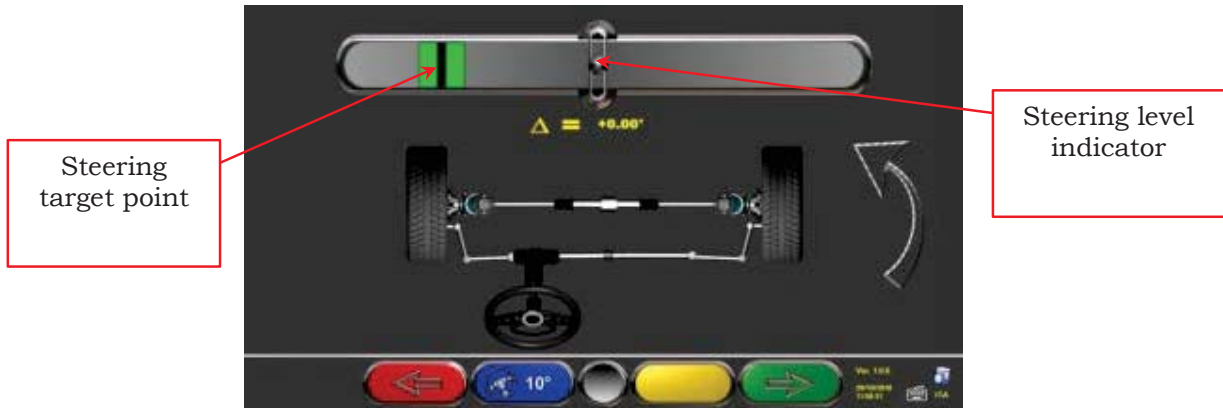 Δ = +0.00°
Steering
target point
Steering level
indicator
10°